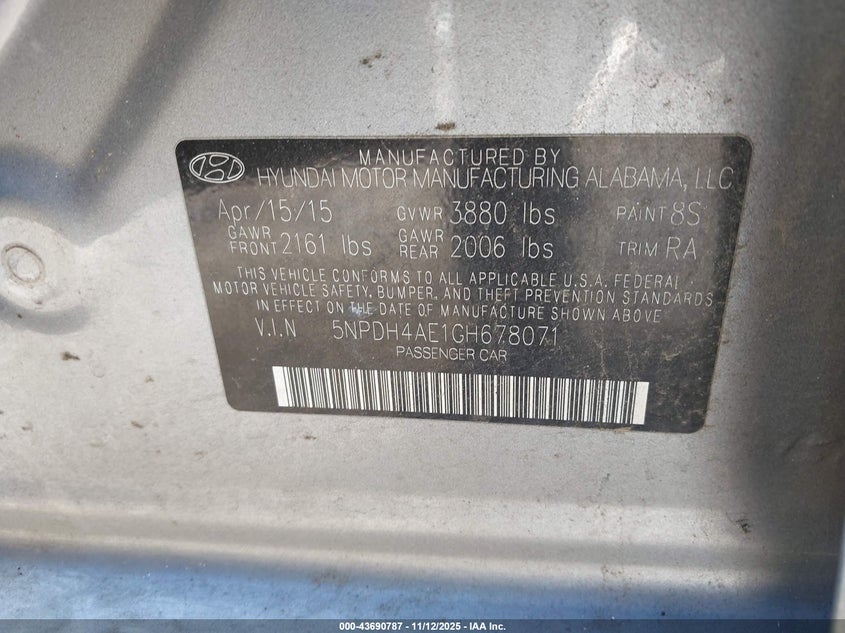 MANUFACTURED BY
HYUNDAI MOTOR MANUFACTURING ALABAMA, LLC
Apr/15/15 GVWR 3880 lbs PAINT 8S
GAWR FRONT 2161 lbs GAWR REAR 2006 lbs TRIM RA
THIS VEHICLE CONFORMS TO ALL APPLICABLE U.S.A. FEDERAL
MOTOR VEHICLE SAFETY, BUMPER, AND THEFT PREVENTION STANDARDS
IN EFFECT ON THE DATE OF MANUFACTURE SHOWN ABOVE
V.I.N 5NPDH4AE1GH678071
PASSENGER CAR
000-43690787 - 11/12/2025 - IAA Inc.